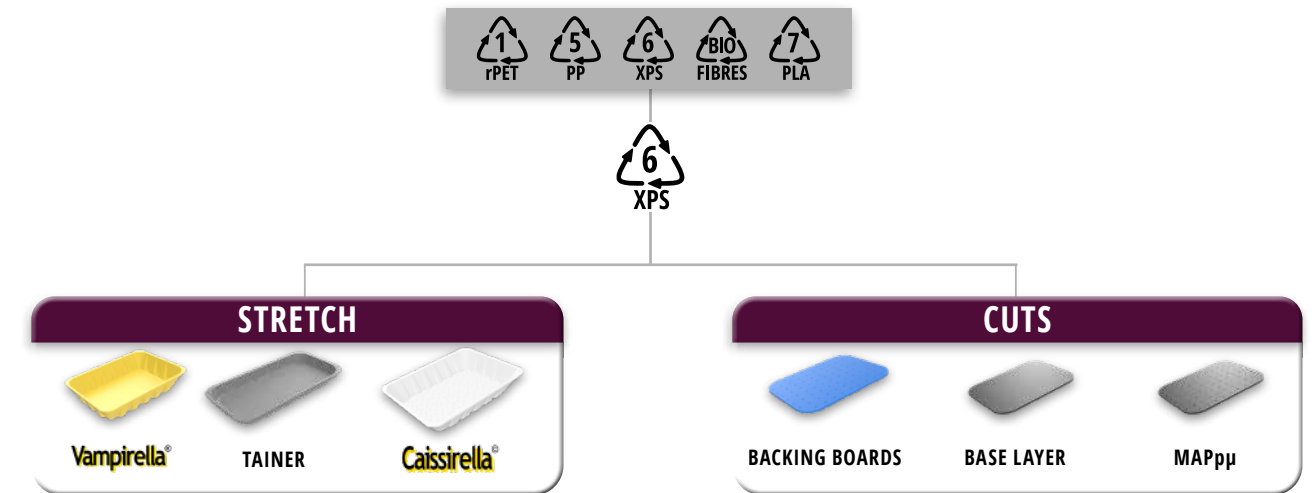 1 5 6 BIO 7
rPET PP XPS FIBRES PLA
6
XPS
STRETCH
Vampirella®
TAINER
Caissirella©
CUTS
BACKING BOARDS
BASE LAYER
MAPpµ